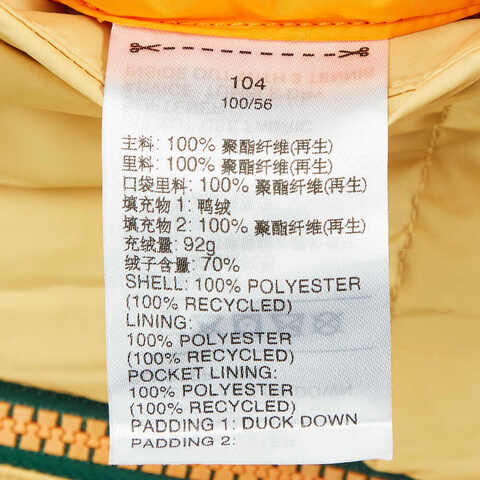 104
100/56
主料: 100% 聚酯纤维(再生)
里料: 100% 聚酯纤维(再生)
口袋里料: 100% 聚酯纤维(再生)
填充物 1: 鸭绒
填充物 2: 100% 聚酯纤维(再生)
充绒量: 92g
绒子含量: 70%
SHELL: 100% POLYESTER
(100% RECYCLED)
LINING:
100% POLYESTER
(100% RECYCLED)
POCKET LINING:
100% POLYESTER
(100% RECYCLED)
PADDING 1: DUCK DOWN
PADDING 2: